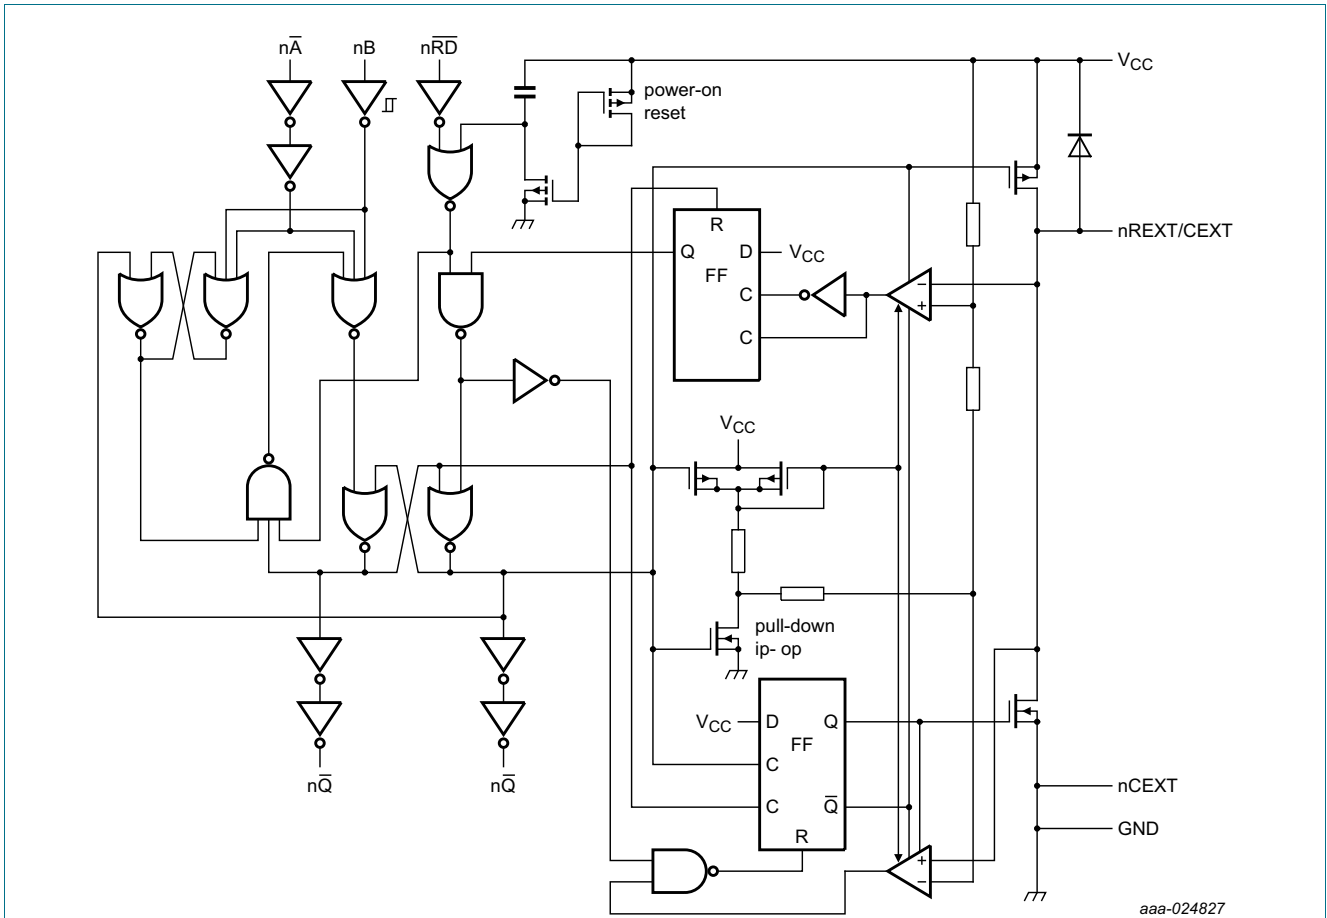 nA̅ nB nR̅D̅
VCC
power-on
reset
nREXT/CEXT
R
Q D VCC
FF
C
C
−
+
VCC
pull-down
ip- op
VCC D Q
FF
C
C Q̅
R
nQ̅ nQ̅
nCEXT
GND
+
−
aaa-024827